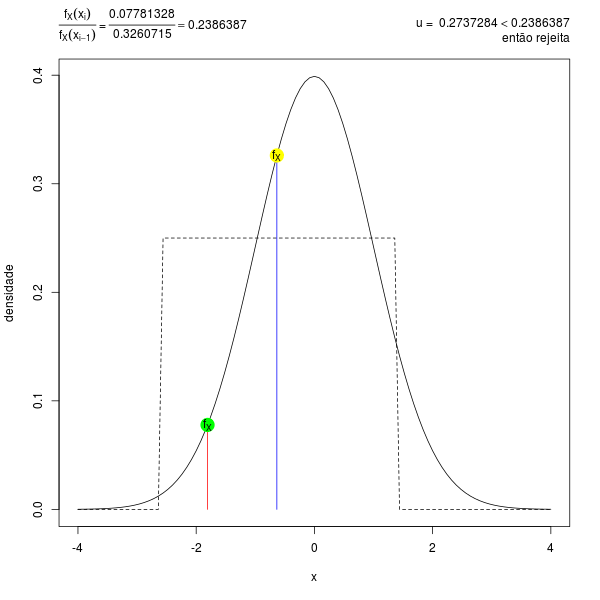 fX(xi) / fX(xi−1) = 0.07781328 / 0.3260715 = 0.2386387
u = 0.2737284 < 0.2386387
então rejeita
densidade
0.4
0.3
0.2
0.1
0.0
fX
fX
-4 -2 0 2 4
x